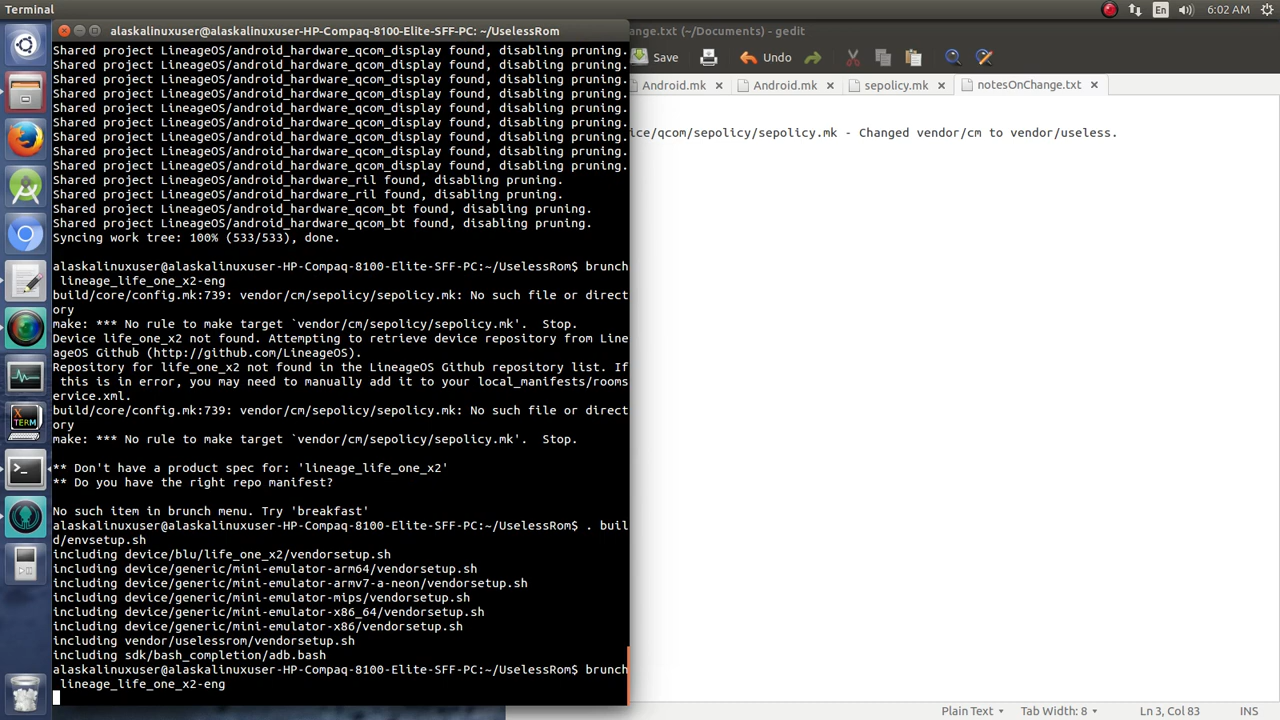 Terminal
En
6:02 AM
alaskalinuxuser@alaskalinuxuser-HP-Compaq-8100-Elite-SFF-PC: ~/UselessRom
Shared project LineageOS/android_hardware_qcom_display found, disabling pruning.
Shared project LineageOS/android_hardware_qcom_display found, disabling pruning.
Shared project LineageOS/android_hardware_qcom_display found, disabling pruning.
Shared project LineageOS/android_hardware_qcom_display found, disabling pruning.
Shared project LineageOS/android_hardware_qcom_display found, disabling pruning.
Shared project LineageOS/android_hardware_qcom_display found, disabling pruning.
Shared project LineageOS/android_hardware_qcom_display found, disabling pruning.
Shared project LineageOS/android_hardware_qcom_display found, disabling pruning.
Shared project LineageOS/android_hardware_qcom_display found, disabling pruning.
Shared project LineageOS/android_hardware_ril found, disabling pruning.
Shared project LineageOS/android_hardware_ril found, disabling pruning.
Shared project LineageOS/android_hardware_qcom_bt found, disabling pruning.
Shared project LineageOS/android_hardware_qcom_bt found, disabling pruning.
Syncing work tree: 100% (533/533), done.
alaskalinuxuser@alaskalinuxuser-HP-Compaq-8100-Elite-SFF-PC:~/UselessRom$ brunch
lineage_life_one_x2-eng
build/core/config.mk:739: vendor/cm/sepolicy/sepolicy.mk: No such file or direct
ory
make: *** No rule to make target `vendor/cm/sepolicy/sepolicy.mk'.  Stop.
Device life_one_x2 not found. Attempting to retrieve device repository from Line
ageOS Github (http://github.com/LineageOS).
Repository for life_one_x2 not found in the LineageOS Github repository list. If
this is in error, you may need to manually add it to your local_manifests/rooms
ervice.xml.
build/core/config.mk:739: vendor/cm/sepolicy/sepolicy.mk: No such file or direct
ory
make: *** No rule to make target `vendor/cm/sepolicy/sepolicy.mk'.  Stop.
** Don't have a product spec for: 'lineage_life_one_x2'
** Do you have the right repo manifest?
No such item in brunch menu. Try 'breakfast'
alaskalinuxuser@alaskalinuxuser-HP-Compaq-8100-Elite-SFF-PC:~/UselessRom$ . buil
d/envsetup.sh
including device/blu/life_one_x2/vendorsetup.sh
including device/generic/mini-emulator-arm64/vendorsetup.sh
including device/generic/mini-emulator-armv7-a-neon/vendorsetup.sh
including device/generic/mini-emulator-mips/vendorsetup.sh
including device/generic/mini-emulator-x86_64/vendorsetup.sh
including device/generic/mini-emulator-x86/vendorsetup.sh
including vendor/uselessrom/vendorsetup.sh
including sdk/bash_completion/adb.bash
alaskalinuxuser@alaskalinuxuser-HP-Compaq-8100-Elite-SFF-PC:~/UselessRom$ brunch
lineage_life_one_x2-eng
nge.txt (~/Documents) - gedit
Save
Undo
Android.mk
Android.mk
sepolicy.mk
notesOnChange.txt
ice/qcom/sepolicy/sepolicy.mk - Changed vendor/cm to vendor/useless.
Plain Text
Tab Width: 8
Ln 3, Col 83
INS
XTERM